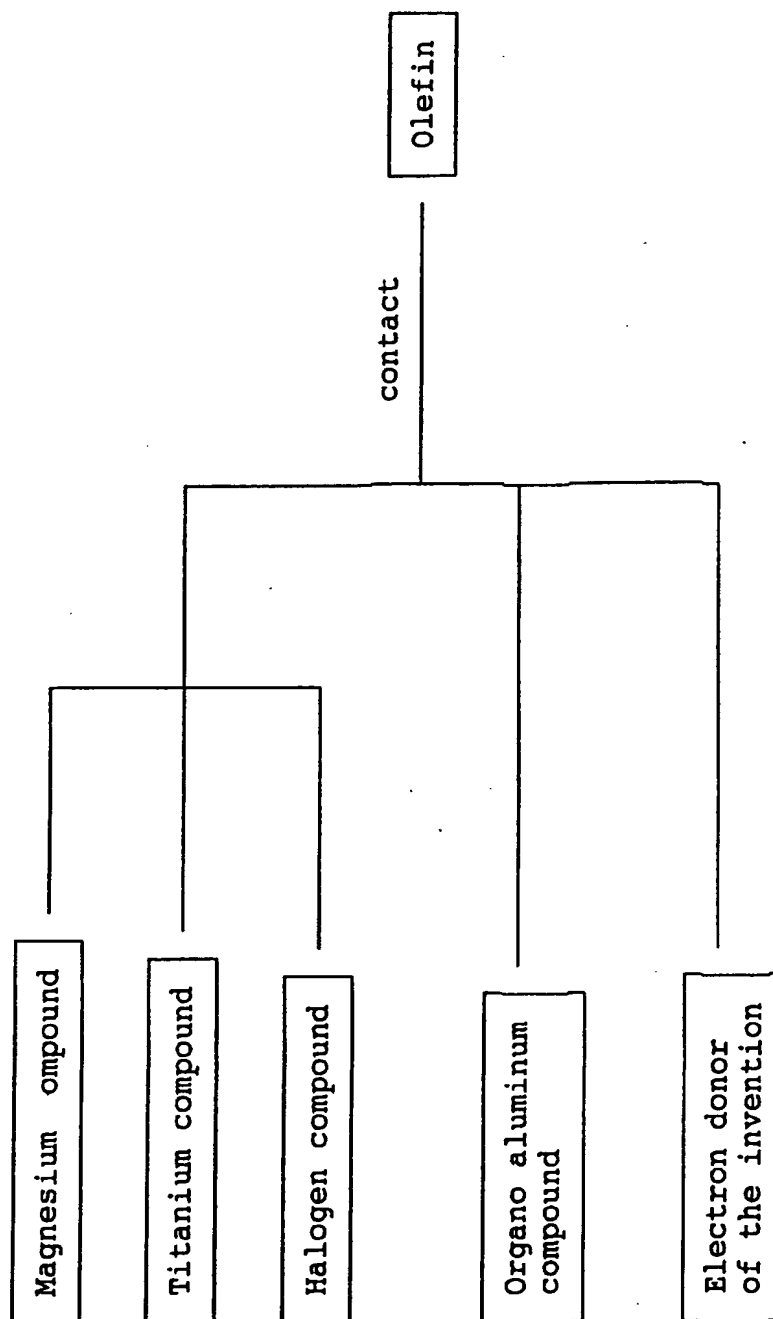 Magnesium ompound
Titanium compound
Halogen compound
Organo aluminum
compound
Electron donor
of the invention
contact
Olefin